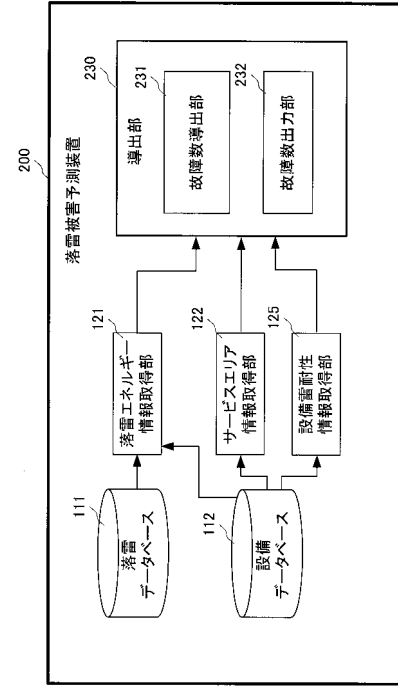 200
落雷被害予測装置
111
落雷
データベース
121
落雷エネルギー
情報取得部
112
設備
データベース
122
サービスエリア
情報取得部
125
設備雷耐性
情報取得部
230
導出部
231
故障数導出部
232
故障数出力部